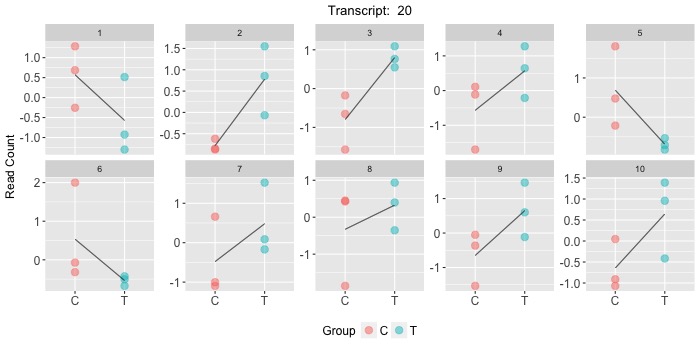 Transcript: 20
Read Count
1 2 3 4 5
1.0 0.5 0.0 -0.5 -1.0
1.5 1.0 0.5 0.0 -0.5
1 0 -1
1 0 -1
1 0
6 7 8 9 10
2 1 0
1 0 -1
1 0 -1
1 0 -1
1.5 1.0 0.5 0.0 -0.5 -1.0
C T C T C T C T C T
Group C T